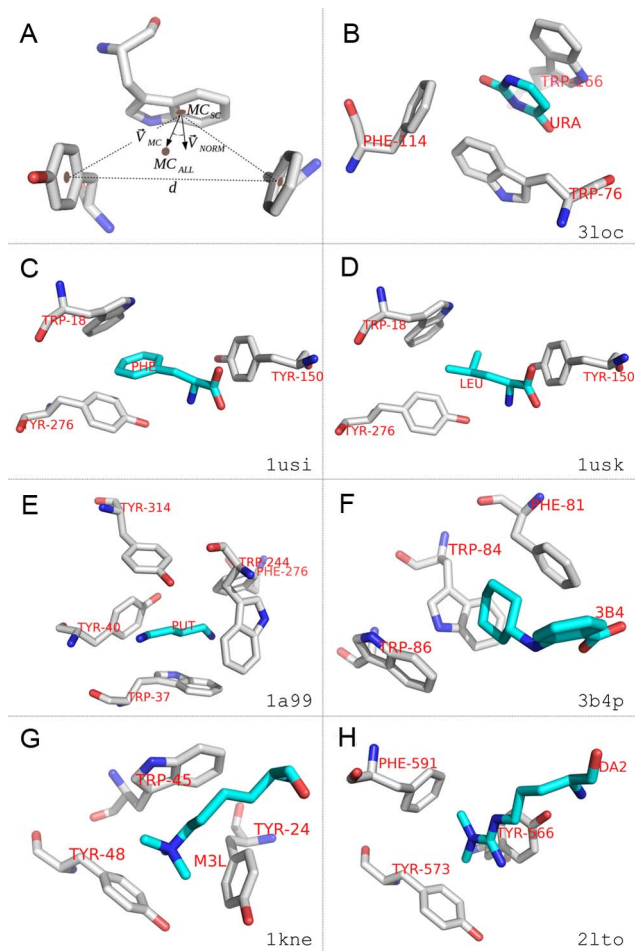 A
MC_SC
V⃗_MC
V⃗_NORM
MC_ALL
d
B
TRP-166
URA
PHE-114
TRP-76
3loc
C
TRP-18
PHE
TYR-150
TYR-276
1usi
D
TRP-18
LEU
TYR-150
TYR-276
1usk
E
TYR-314
TRP-244
PHE-276
TYR-40
PUT
TRP-37
1a99
F
PHE-81
TRP-84
3B4
TRP-86
3b4p
G
TRP-45
TYR-24
TYR-48
M3L
1kne
H
PHE-591
DA2
TYR-566
TYR-573
2lto